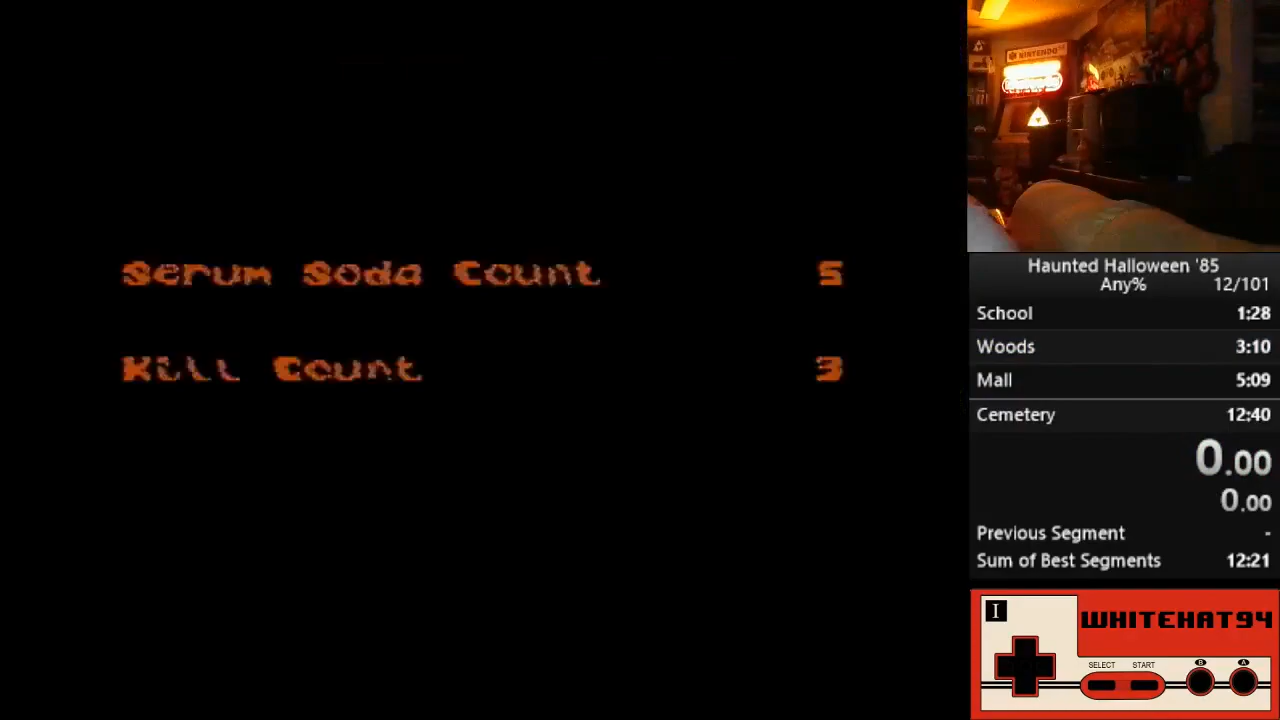 Serum Soda Count 5
Kill Count 3
NINTENDO
Haunted Halloween '85
Any% 12/101
School 1:28
Woods 3:10
Mall 5:09
Cemetery 12:40
0.00
0.00
Previous Segment -
Sum of Best Segments 12:21
I
WHITEHAT94
SELECT START B A